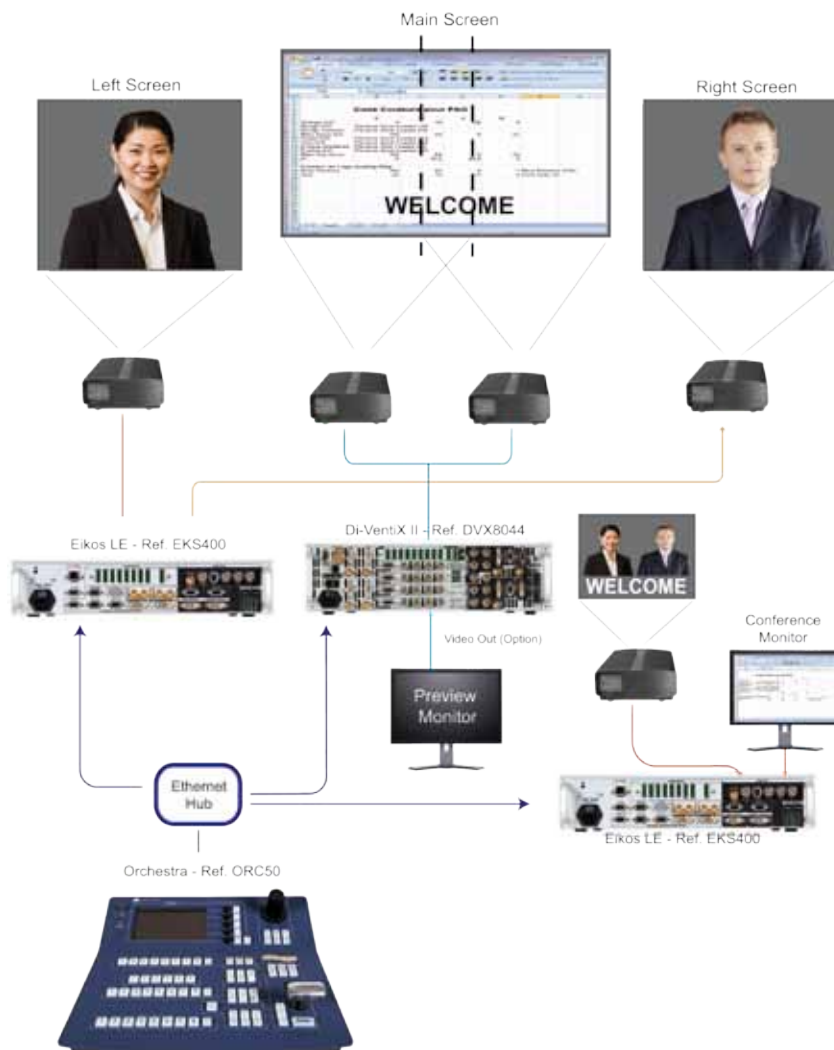 Main Screen
Left Screen
Right Screen
WELCOME
Eikos LE - Ref. EKS400
Di-VentiX II - Ref. DVX8044
WELCOME
Conference
Monitor
Video Out (Option)
Preview
Monitor
Ethernet
Hub
Eikos LE - Ref. EKS400
Orchestra - Ref. ORC50